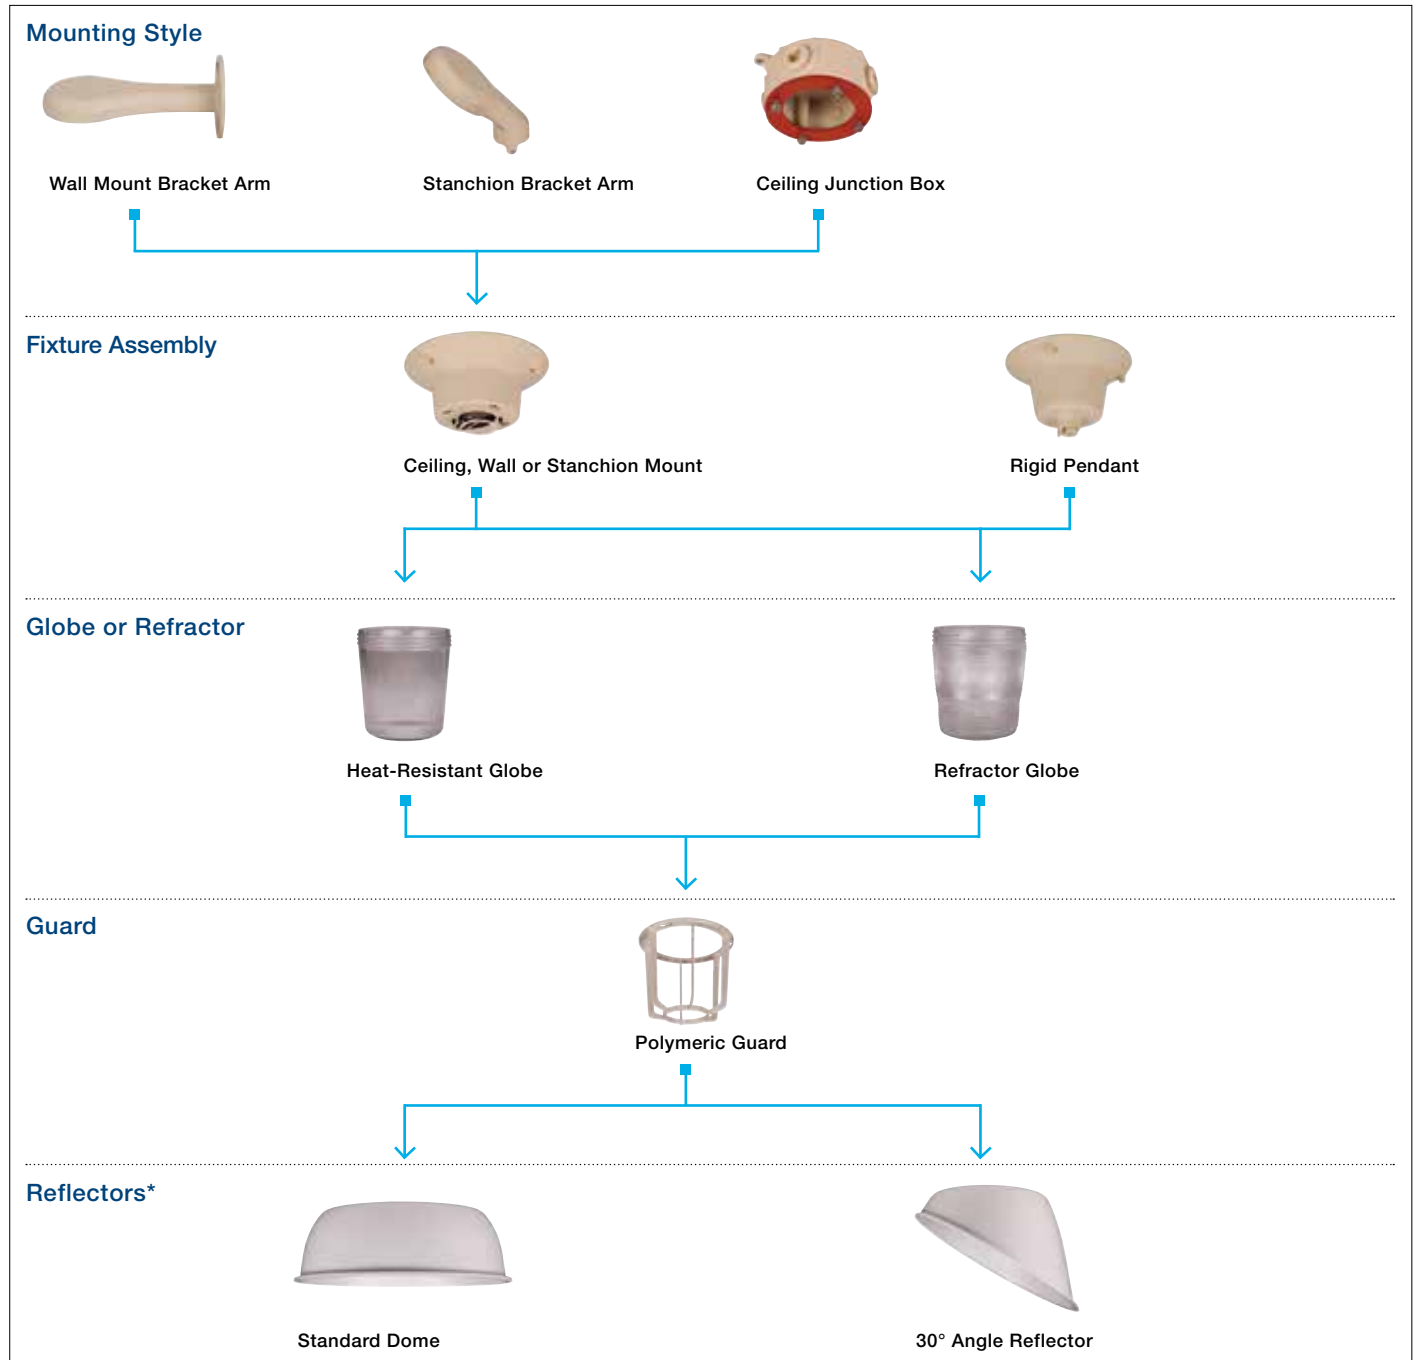 Mounting Style
Wall Mount Bracket Arm
Stanchion Bracket Arm
Ceiling Junction Box
Fixture Assembly
Ceiling, Wall or Stanchion Mount
Rigid Pendant
Globe or Refractor
Heat-Resistant Globe
Refractor Globe
Guard
Polymeric Guard
Reflectors*
Standard Dome
30° Angle Reflector